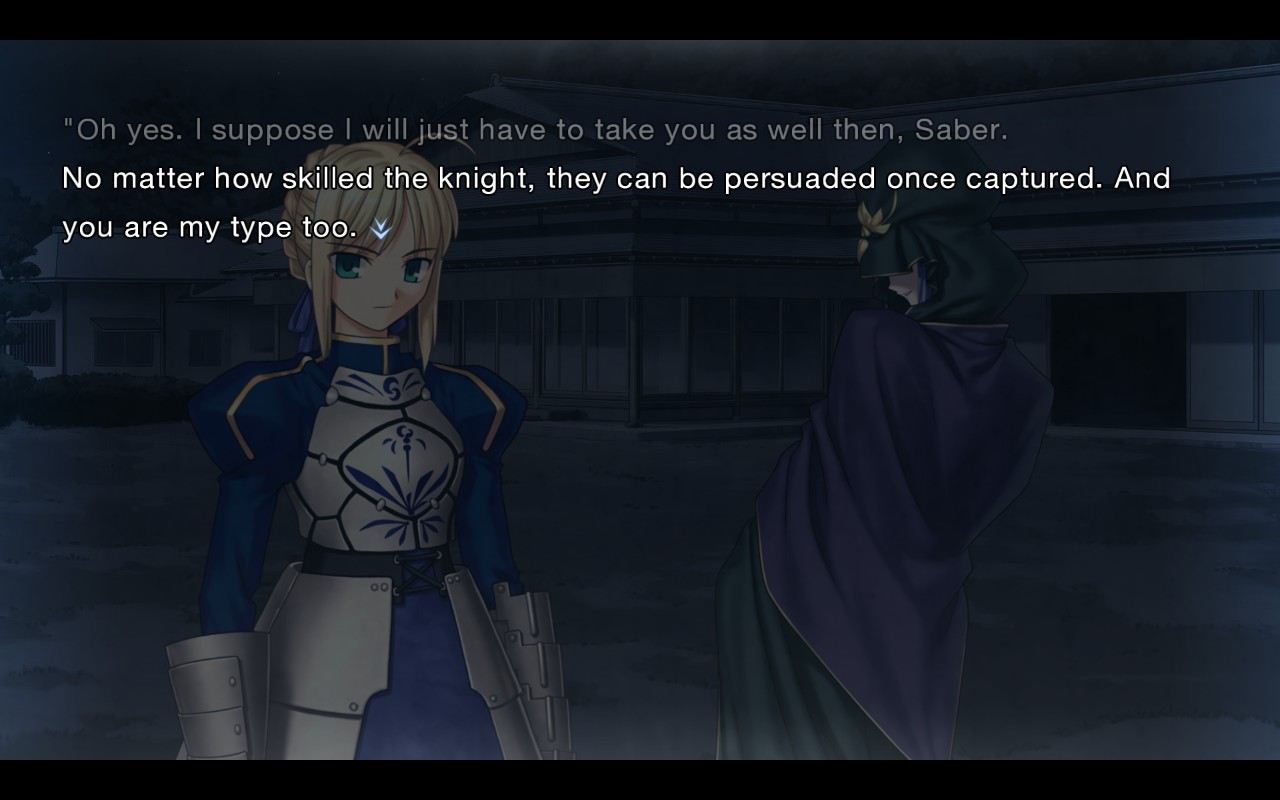 "Oh yes. I suppose I will just have to take you as well then, Saber.
No matter how skilled the knight, they can be persuaded once captured. And
you are my type too.